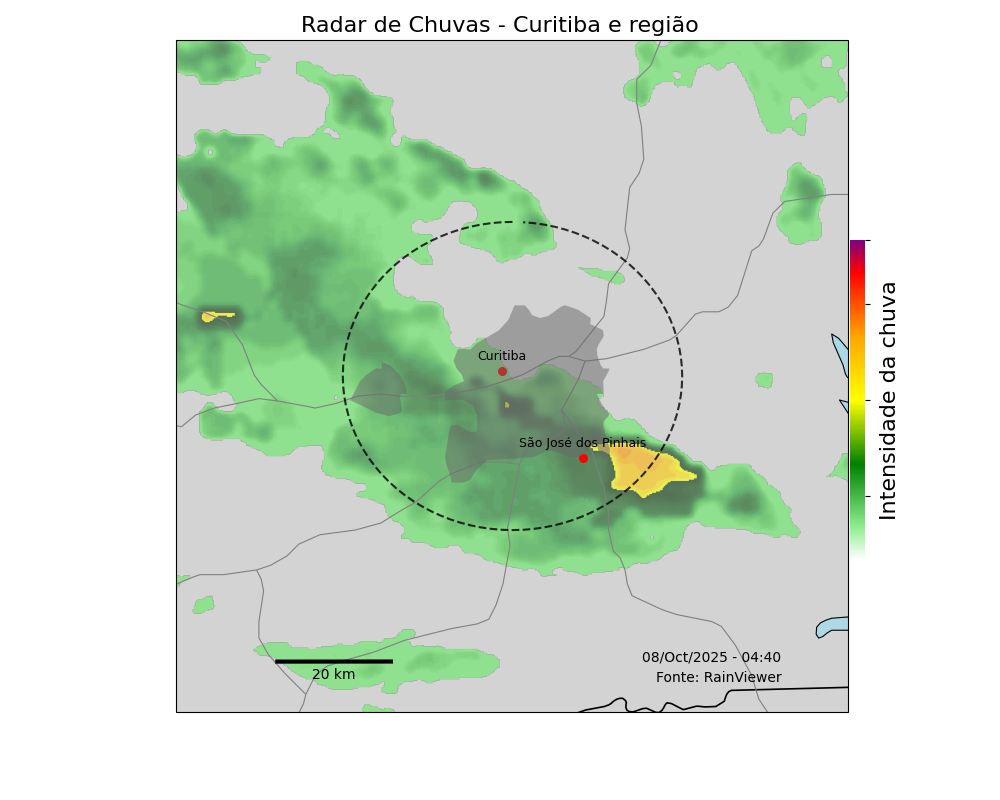 Radar de Chuvas - Curitiba e região
Curitiba
São José dos Pinhais
Intensidade da chuva
20 km
08/Oct/2025 - 04:40
Fonte: RainViewer